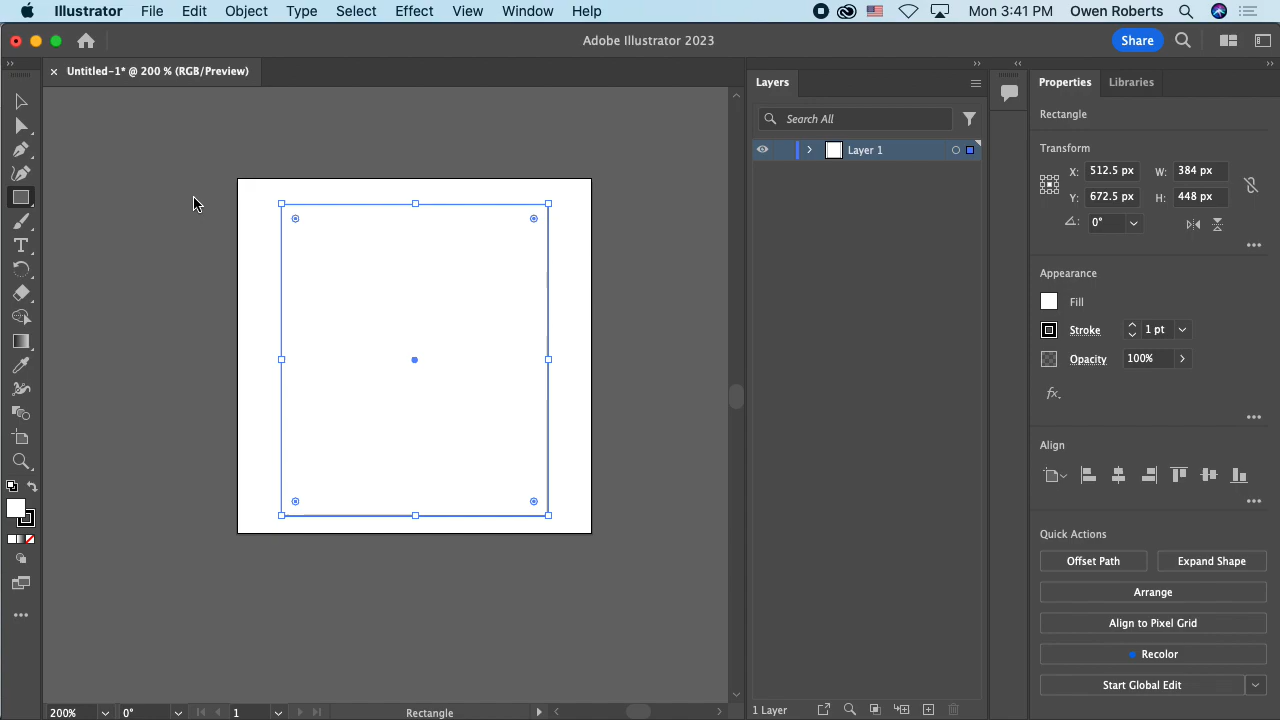 Illustrator File Edit Object Type Select Effect View Window Help Mon 3:41 PM Owen Roberts
Adobe Illustrator 2023 Share
Untitled-1* @ 200 % (RGB/Preview)
Layers
Search All
Layer 1
Properties Libraries
Rectangle
Transform
X: 512.5 px W: 384 px
Y: 672.5 px H: 448 px
0°
Appearance
Fill
Stroke 1 pt
Opacity 100%
fx.
Align
Quick Actions
Offset Path Expand Shape
Arrange
Align to Pixel Grid
Recolor
Start Global Edit
200% 0° 1 Rectangle 1 Layer